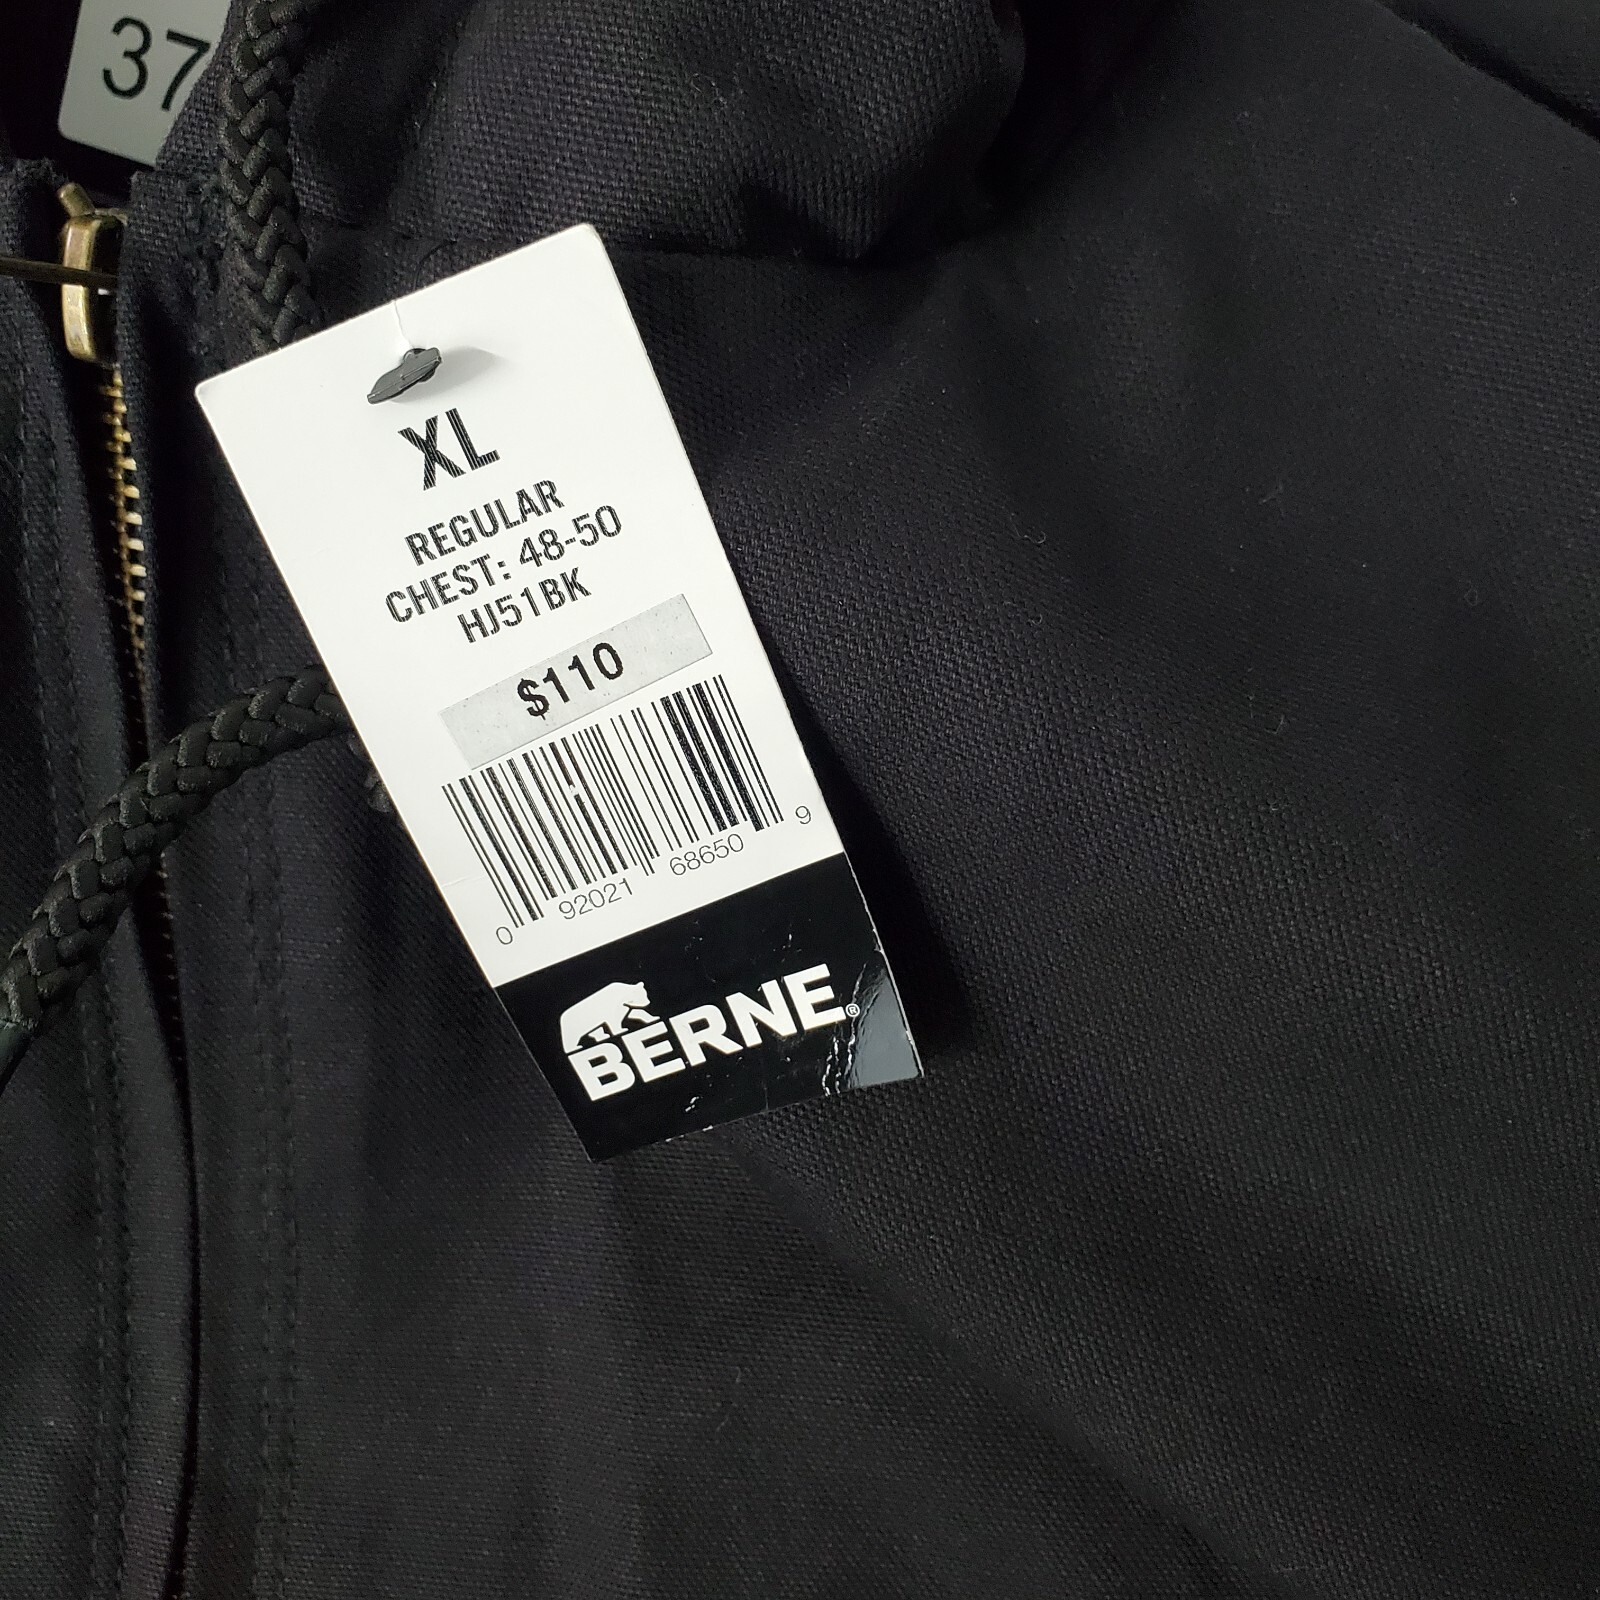 37
XL
REGULAR
CHEST: 48-50
HJ51BK
$110
0 92021 68650 9
BERNE®